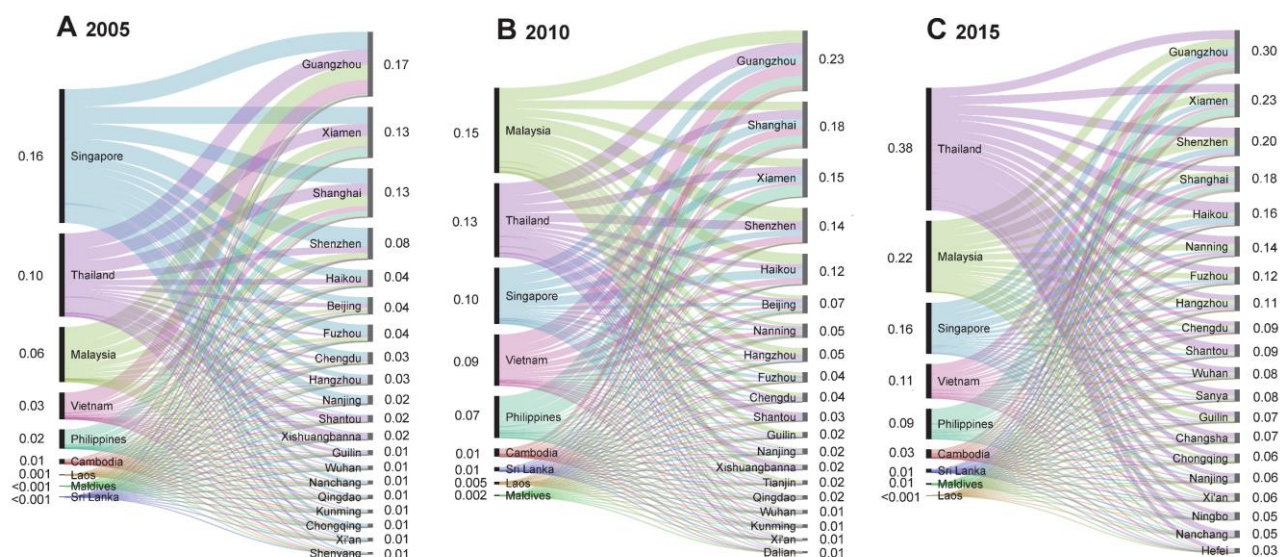 A 2005
0.16 Singapore
0.10 Thailand
0.06 Malaysia
0.03 Vietnam
0.02 Philippines
0.01 Cambodia
<0.001 Laos
<0.001 Maldives
<0.001 Sri Lanka
Guangzhou 0.17
Xiamen 0.13
Shanghai 0.13
Shenzhen 0.08
Haikou 0.04
Beijing 0.04
Fuzhou 0.04
Chengdu 0.03
Hangzhou 0.03
Nanjing 0.02
Shantou 0.02
Xishuangbanna 0.02
Guilin 0.01
Wuhan 0.01
Nanchang 0.01
Qingdao 0.01
Kunming 0.01
Chongqing 0.01
Xi'an 0.01
Shenyang 0.01
B 2010
0.15 Malaysia
0.13 Thailand
0.10 Singapore
0.09 Vietnam
0.07 Philippines
0.01 Cambodia
0.01 Sri Lanka
0.005 Laos
0.002 Maldives
Guangzhou 0.23
Shanghai 0.18
Xiamen 0.15
Shenzhen 0.14
Haikou 0.12
Beijing 0.07
Nanning 0.05
Hangzhou 0.05
Fuzhou 0.04
Chengdu 0.04
Shantou 0.03
Guilin 0.02
Nanjing 0.02
Xishuangbanna 0.02
Tianjin 0.02
Qingdao 0.02
Wuhan 0.01
Kunming 0.01
Xi'an 0.01
Dalian 0.01
C 2015
0.38 Thailand
0.22 Malaysia
0.16 Singapore
0.11 Vietnam
0.09 Philippines
0.03 Cambodia
0.01 Sri Lanka
0.01 Maldives
<0.001 Laos
Guangzhou 0.30
Xiamen 0.23
Shenzhen 0.20
Shanghai 0.18
Haikou 0.16
Nanning 0.14
Fuzhou 0.12
Hangzhou 0.11
Chengdu 0.09
Shantou 0.09
Wuhan 0.08
Sanya 0.08
Guilin 0.07
Changsha 0.07
Chongqing 0.06
Nanjing 0.06
Xi'an 0.06
Ningbo 0.05
Nanchang 0.05
Hefei 0.05